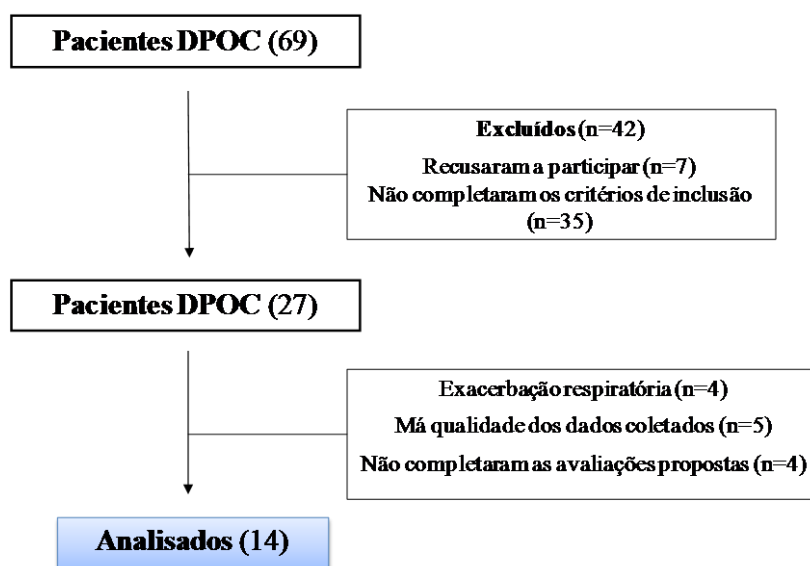 Pacientes DPOC (69)
Excluídos (n=42)
Recusaram a participar (n=7)
Não completaram os critérios de inclusão
(n=35)
Pacientes DPOC (27)
Exacerbação respiratória (n=4)
Má qualidade dos dados coletados (n=5)
Não completaram as avaliações propostas (n=4)
Analisados (14)